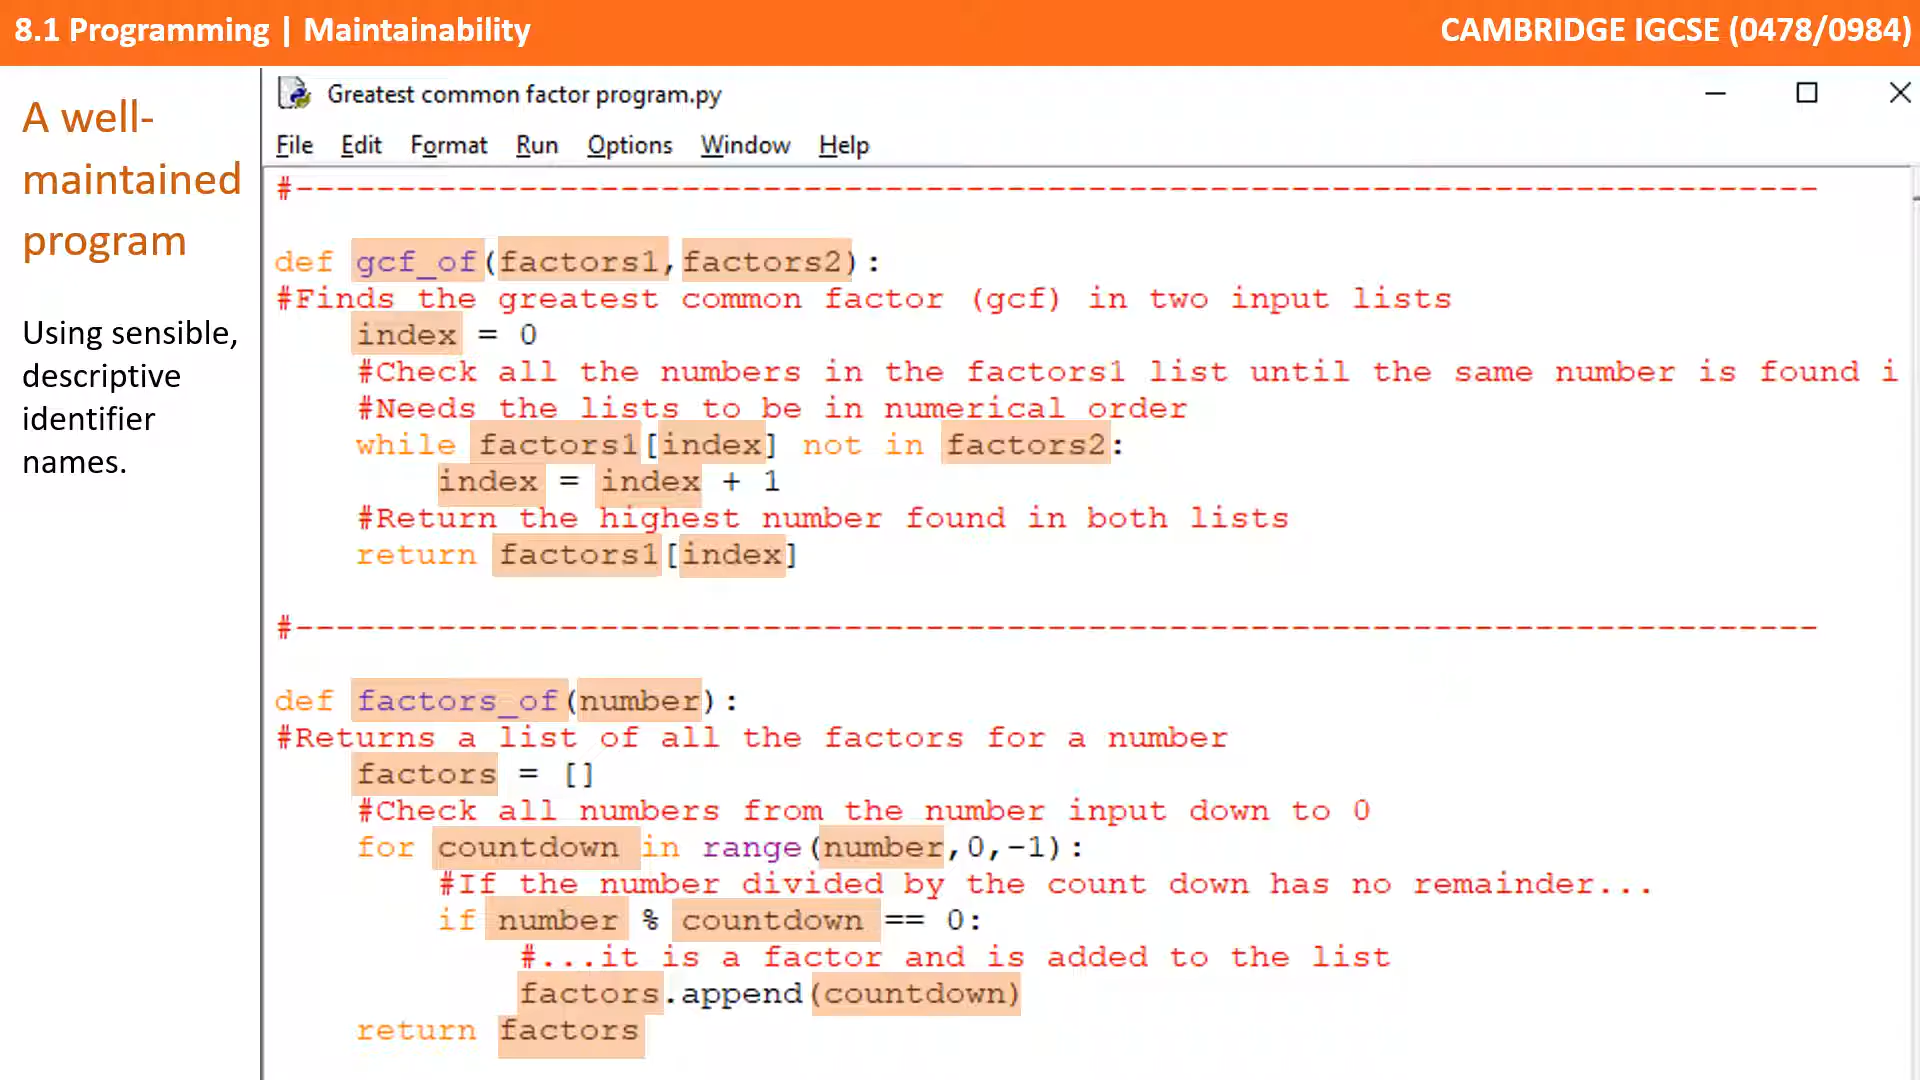 8.1 Programming | Maintainability
CAMBRIDGE IGCSE (0478/0984)
A well-
maintained
program
Using sensible,
descriptive
identifier
names.
Greatest common factor program.py
File Edit Format Run Options Window Help
#---------------------------------------------------------------------------
def gcf_of(factors1,factors2):
#Finds the greatest common factor (gcf) in two input lists
    index = 0
    #Check all the numbers in the factors1 list until the same number is found i
    #Needs the lists to be in numerical order
    while factors1[index] not in factors2:
        index = index + 1
    #Return the highest number found in both lists
    return factors1[index]
#---------------------------------------------------------------------------
def factors_of(number):
#Returns a list of all the factors for a number
    factors = []
    #Check all numbers from the number input down to 0
    for countdown in range(number,0,-1):
        #If the number divided by the count down has no remainder...
        if number % countdown == 0:
            #...it is a factor and is added to the list
            factors.append(countdown)
    return factors